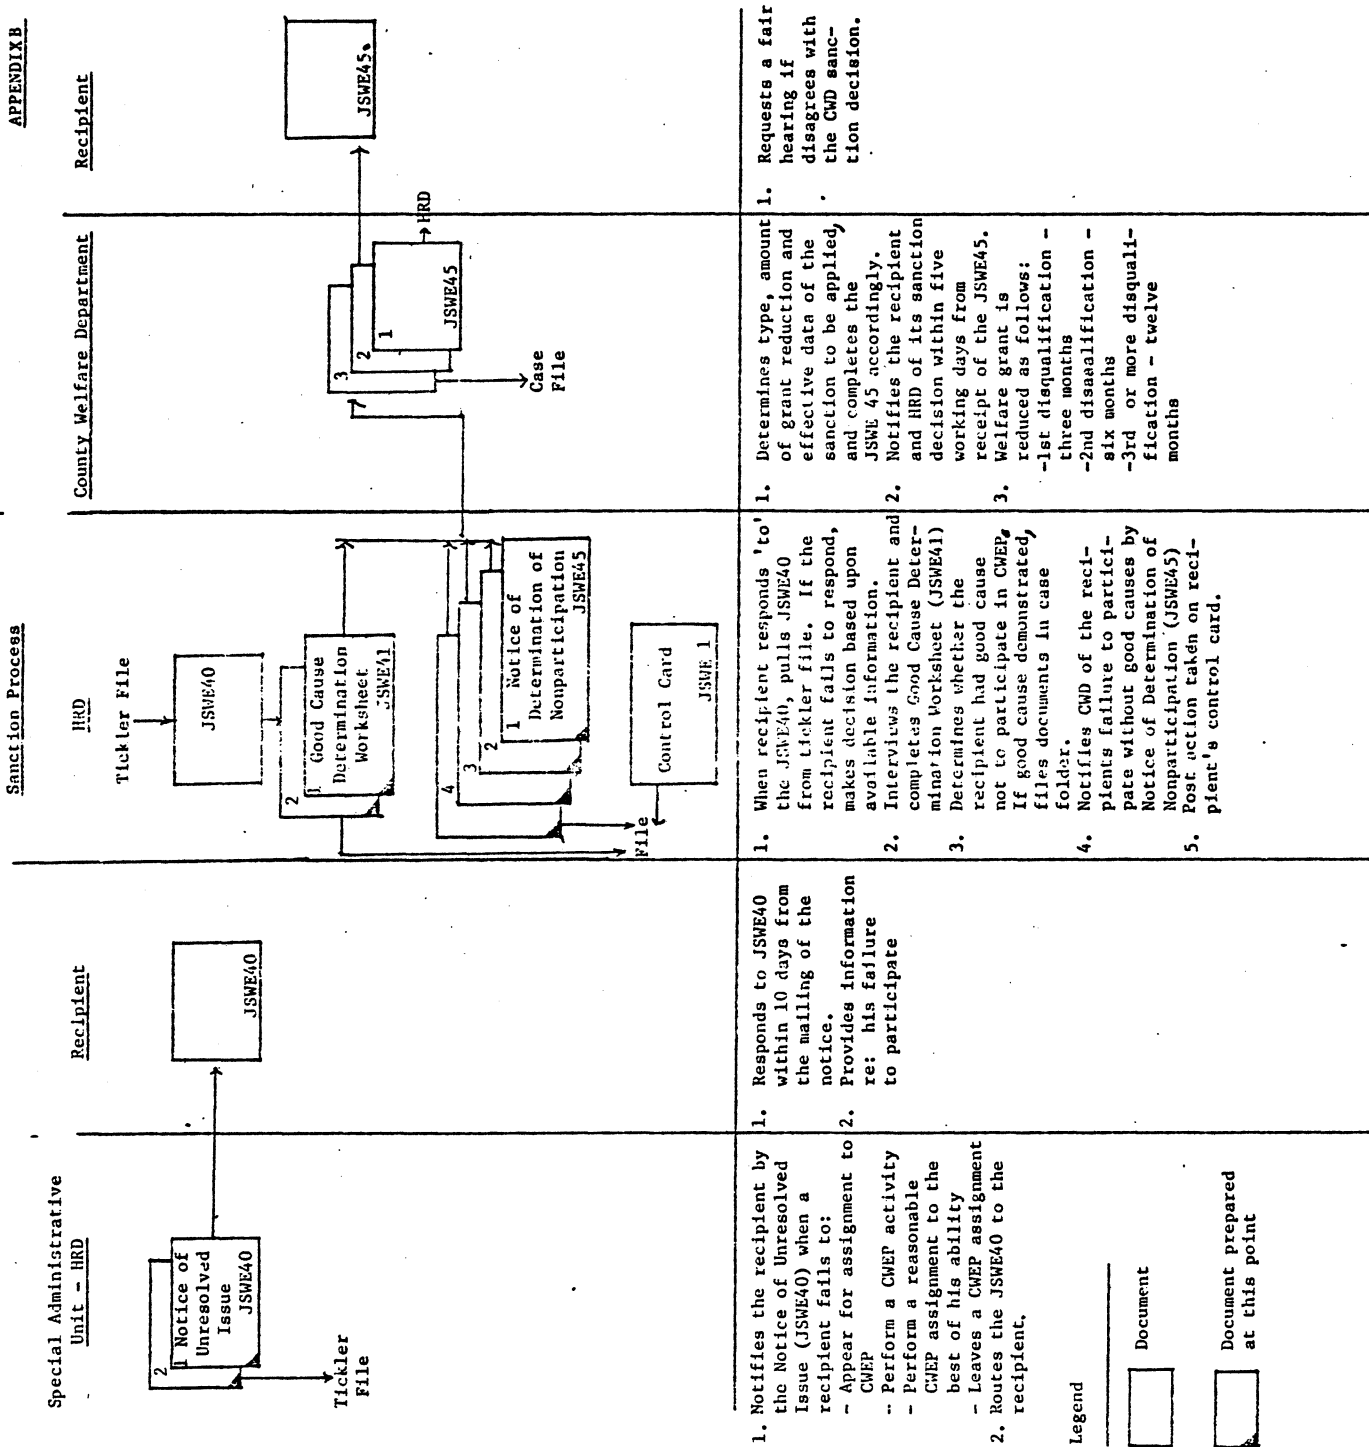 APPENDIX B
Sanction Process
Special Administrative
Unit - HRD
Recipient
HRD
County Welfare Department
Recipient
2
1 Notice of
Unresolved
Issue
JSWE40
Tickler
File
JSWE40
Tickler File
JSWE40
2
1 Good Cause
Determination
Worksheet
JSWE41
4
3
2
1 Notice of
Determination of
Nonparticipation
JSWE45
File
Control Card
JSWE 1
3
2
1
JSWE45
HRD
Case
File
JSWE45.
1. Notifies the recipient by
the Notice of Unresolved
Issue (JSWE40) when a
recipient fails to:
- Appear for assignment to
CWEP
- Perform a CWEP activity
- Perform a reasonable
CWEP assignment to the
best of his ability
- Leaves a CWEP assignment
2. Routes the JSWE40 to the
recipient.
1. Responds to JSWE40
within 10 days from
the mailing of the
notice.
2. Provides information
re: his failure
to participate
1. When recipient responds 'to'
the JSWE40, pulls JSWE40
from tickler file. If the
recipient fails to respond,
makes decision based upon
available information.
2. Interviews the recipient and
completes Good Cause Deter-
mination Worksheet (JSWE41)
3. Determines whether the
recipient had good cause
not to participate in CWEP,
If good cause demonstrated,
files documents in case
folder.
4. Notifies CWD of the reci-
pients failure to partici-
pate without good causes by
Notice of Determination of
Nonparticipation (JSWE45)
5. Post action taken on reci-
pient's control card.
1. Determines type, amount
of grant reduction and
effective data of the
sanction to be applied,
and completes the
JSWE 45 accordingly.
2. Notifies the recipient
and HRD of its sanction
decision within five
working days from
receipt of the JSWE45.
3. Welfare grant is
reduced as follows:
-1st disqualification -
three months
-2nd disaaalification -
six months
-3rd or more disquali-
fication - twelve
months
1. Requests a fair
hearing if
disagrees with
the CWD sanc-
tion decision.
Legend
Document
Document prepared
at this point